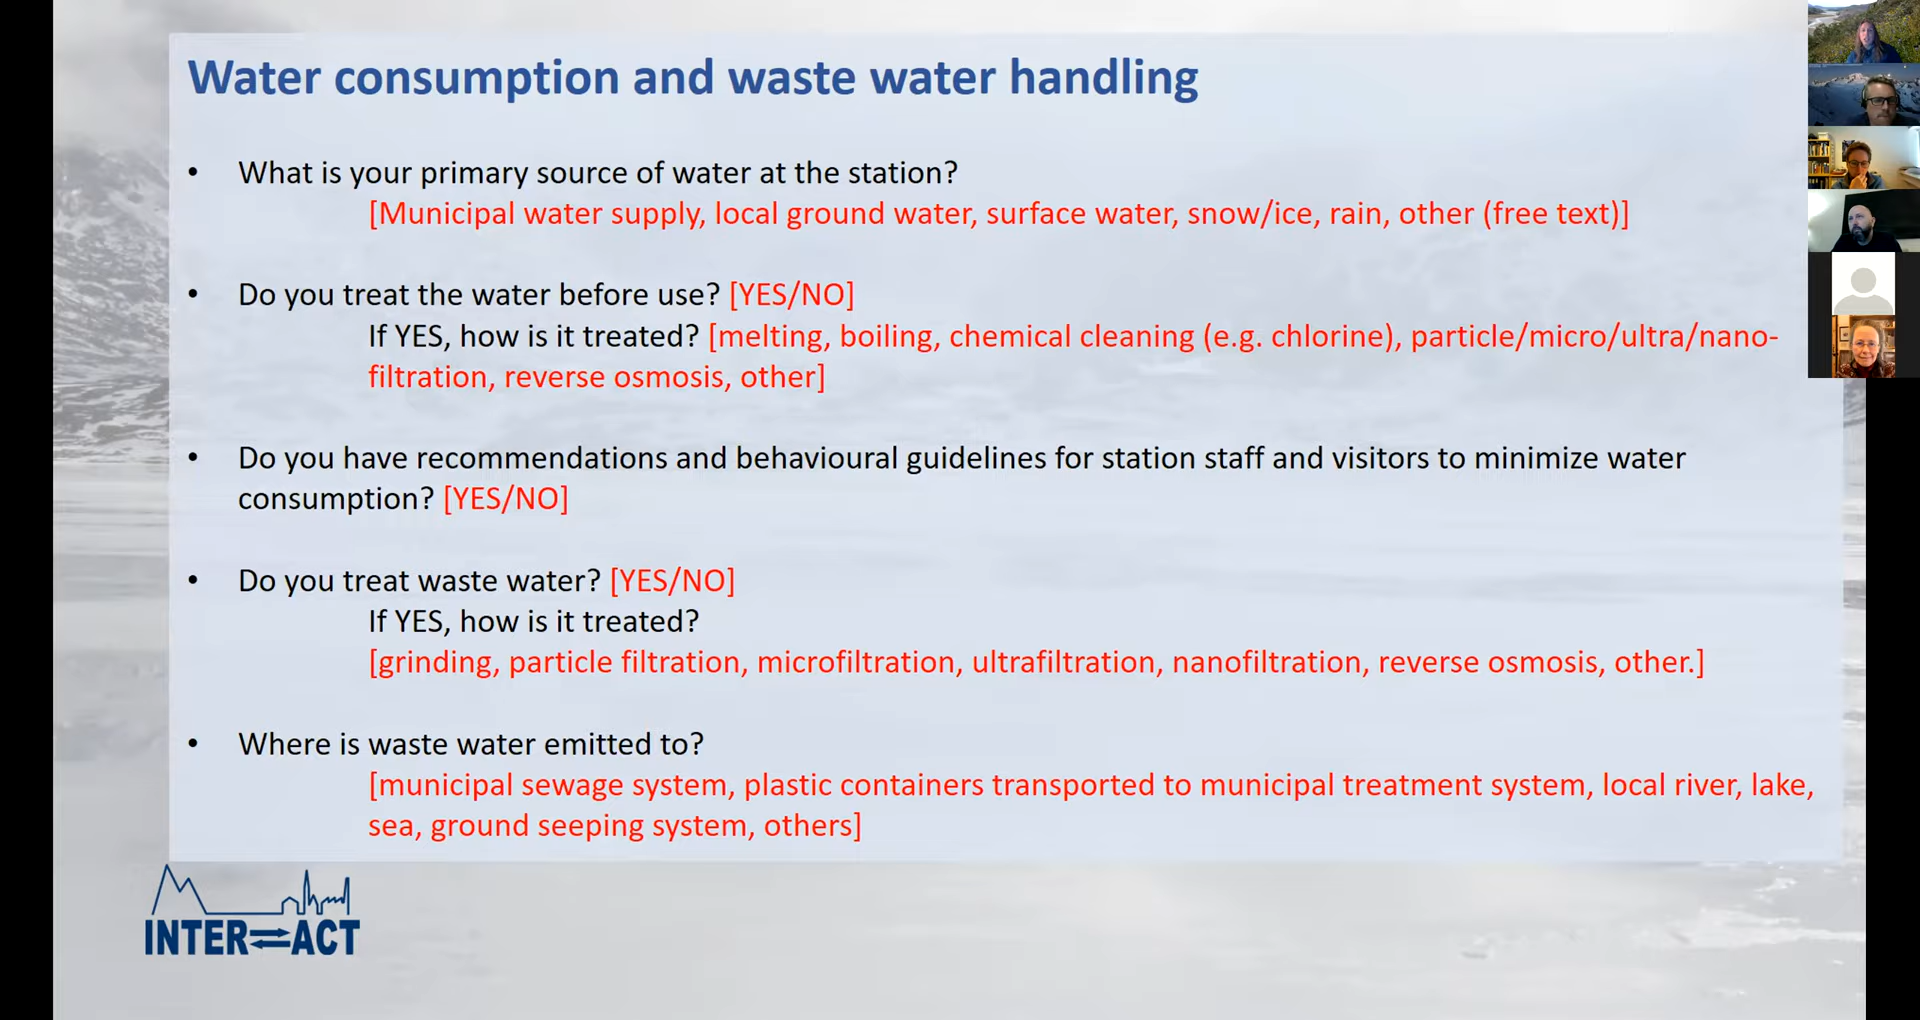 Water consumption and waste water handling
• What is your primary source of water at the station?
[Municipal water supply, local ground water, surface water, snow/ice, rain, other (free text)]
• Do you treat the water before use? [YES/NO]
If YES, how is it treated? [melting, boiling, chemical cleaning (e.g. chlorine), particle/micro/ultra/nano-
filtration, reverse osmosis, other]
• Do you have recommendations and behavioural guidelines for station staff and visitors to minimize water
consumption? [YES/NO]
• Do you treat waste water? [YES/NO]
If YES, how is it treated?
[grinding, particle filtration, microfiltration, ultrafiltration, nanofiltration, reverse osmosis, other.]
• Where is waste water emitted to?
[municipal sewage system, plastic containers transported to municipal treatment system, local river, lake,
sea, ground seeping system, others]
INTER⇌ACT